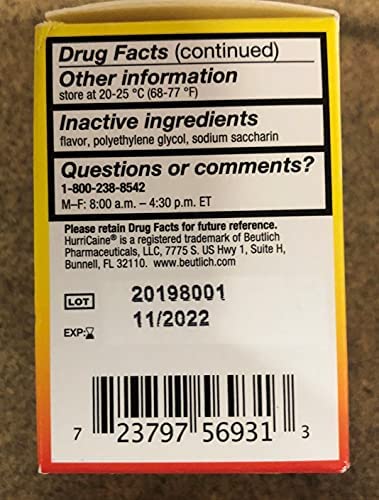 Drug Facts (continued)
Other information
store at 20-25 °C (68-77 °F)
Inactive ingredients
flavor, polyethylene glycol, sodium saccharin
Questions or comments?
1-800-238-8542
M–F: 8:00 a.m. – 4:30 p.m. ET
Please retain Drug Facts for future reference.
HurriCaine® is a registered trademark of Beutlich
Pharmaceuticals, LLC, 7775 S. US Hwy 1, Suite H,
Bunnell, FL 32110. www.beutlich.com
LOT 20198001
11/2022
EXP:
7 23797 56931 3